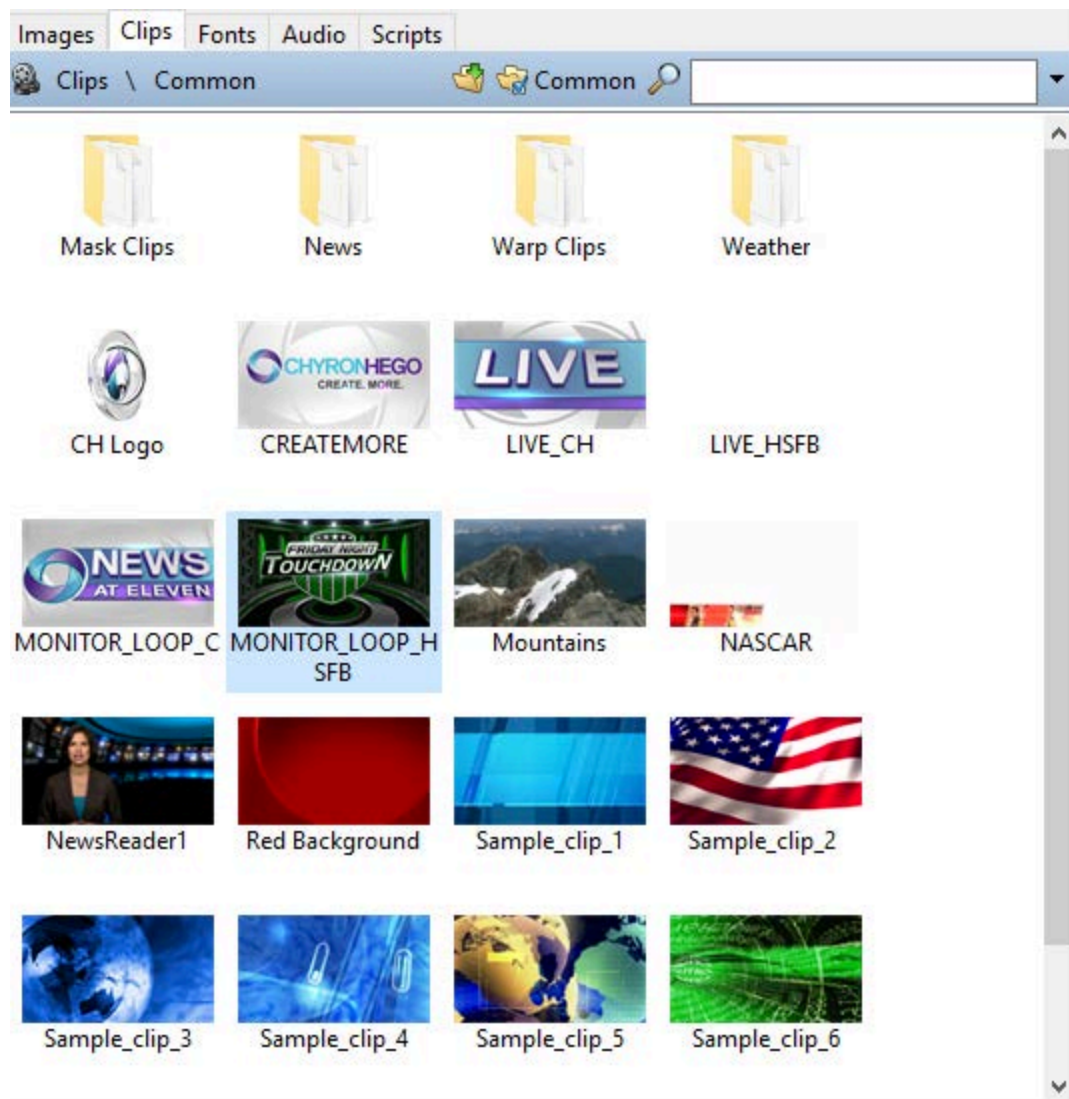 Images Clips Fonts Audio Scripts
Clips \ Common Common
Mask Clips News Warp Clips Weather
CHYRONHEGO
CREATE. MORE.
LIVE
CH Logo CREATEMORE LIVE_CH LIVE_HSFB
NEWS
AT ELEVEN
FRIDAY NIGHT
TOUCHDOWN
MONITOR_LOOP_C MONITOR_LOOP_H Mountains NASCAR
SFB
NewsReader1 Red Background Sample_clip_1 Sample_clip_2
Sample_clip_3 Sample_clip_4 Sample_clip_5 Sample_clip_6